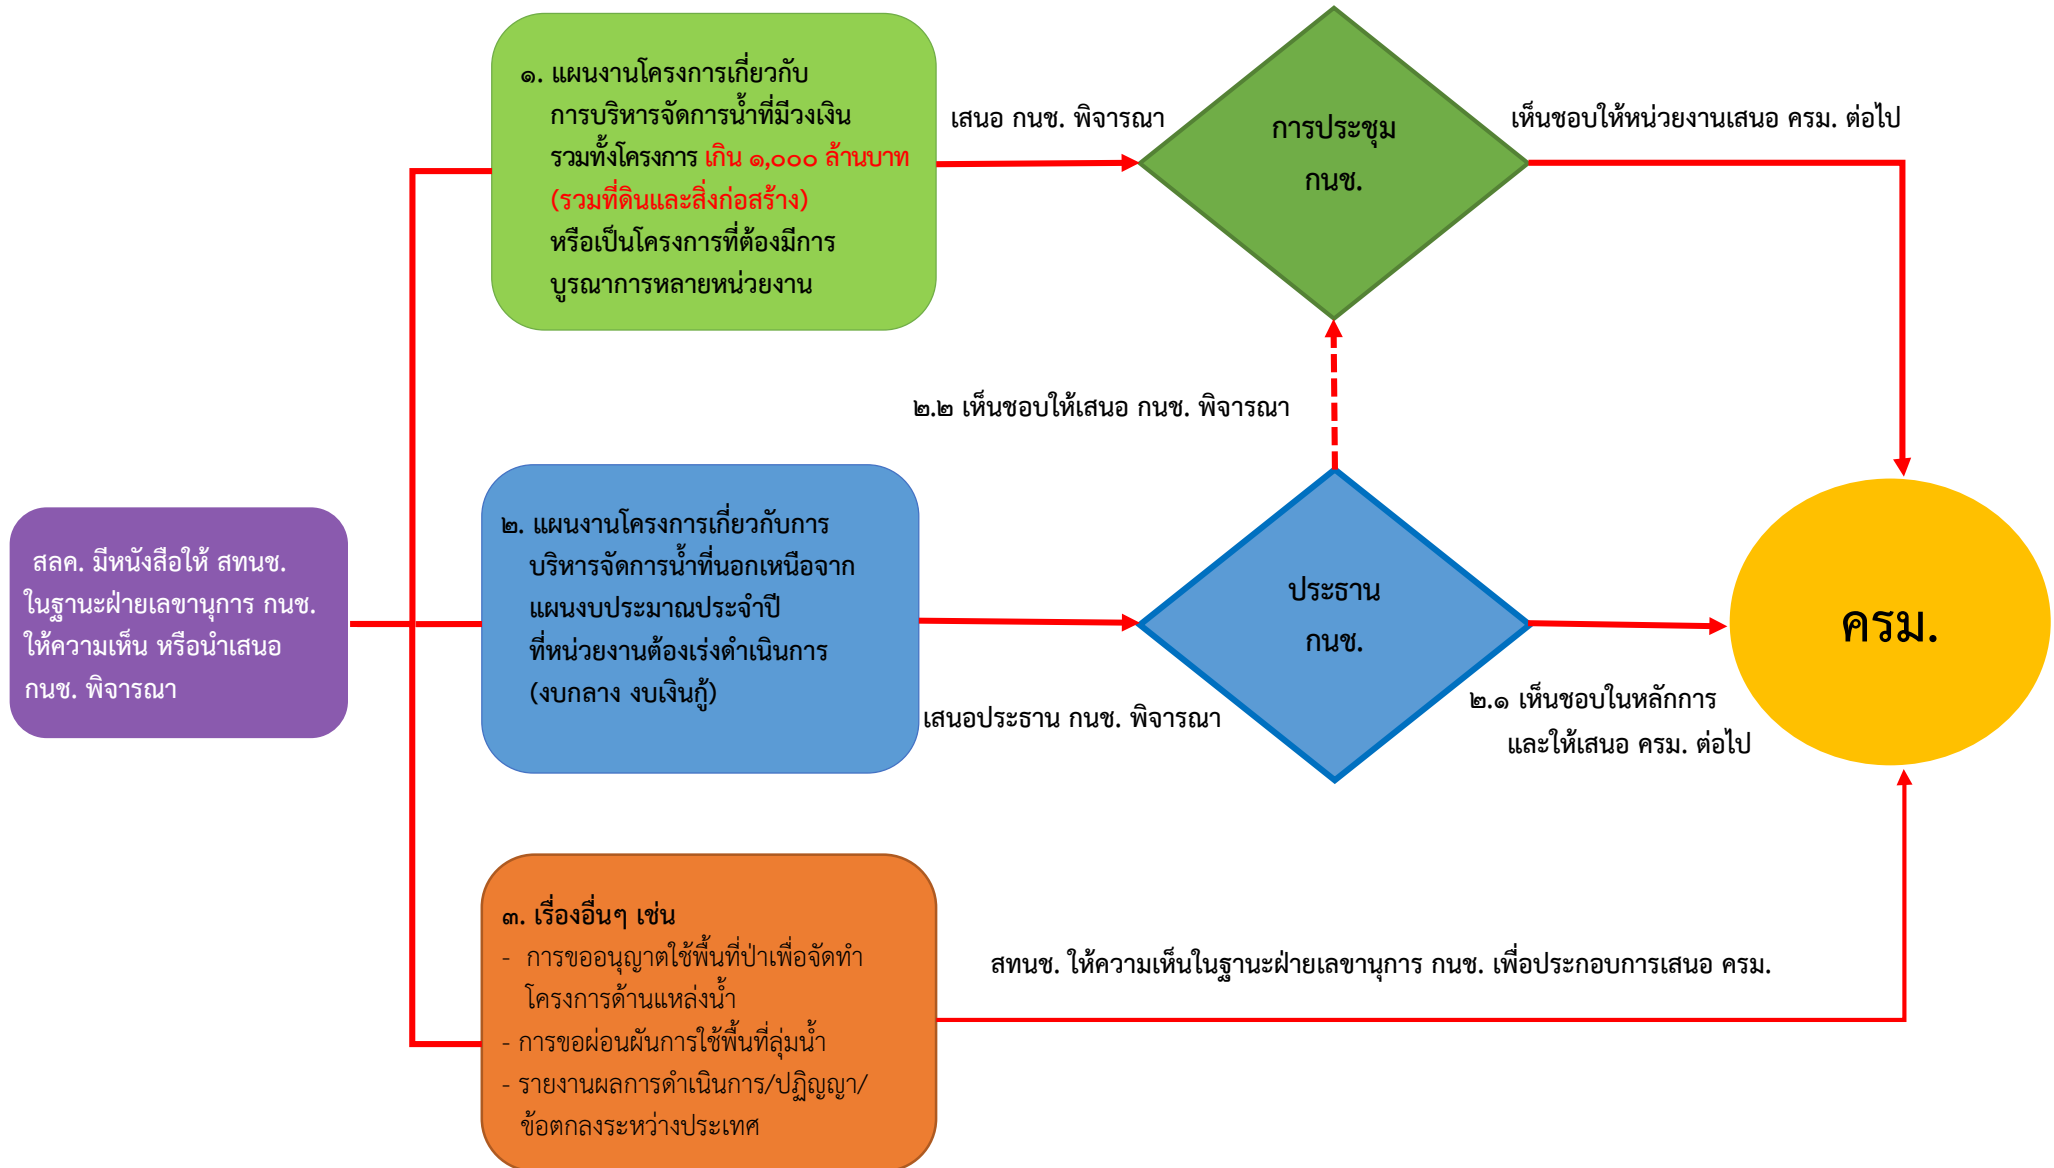 สลค. มีหนังสือให้ สทนช.
ในฐานะฝ่ายเลขานุการ กนช.
ให้ความเห็น หรือนำเสนอ
กนช. พิจารณา
๑. แผนงานโครงการเกี่ยวกับ
การบริหารจัดการน้ำที่มีวงเงิน
รวมทั้งโครงการ เกิน ๑,๐๐๐ ล้านบาท
(รวมที่ดินและสิ่งก่อสร้าง)
หรือเป็นโครงการที่ต้องมีการ
บูรณาการหลายหน่วยงาน
เสนอ กนช. พิจารณา
การประชุม
กนช.
เห็นชอบให้หน่วยงานเสนอ ครม. ต่อไป
๒.๒ เห็นชอบให้เสนอ กนช. พิจารณา
๒. แผนงานโครงการเกี่ยวกับการ
บริหารจัดการน้ำที่นอกเหนือจาก
แผนงบประมาณประจำปี
ที่หน่วยงานต้องเร่งดำเนินการ
(งบกลาง งบเงินกู้)
เสนอประธาน กนช. พิจารณา
ประธาน
กนช.
๒.๑ เห็นชอบในหลักการ
และให้เสนอ ครม. ต่อไป
ครม.
๓. เรื่องอื่นๆ เช่น
- การขออนุญาตใช้พื้นที่ป่าเพื่อจัดทำ
โครงการด้านแหล่งน้ำ
- การขอผ่อนผันการใช้พื้นที่ลุ่มน้ำ
- รายงานผลการดำเนินการ/ปฏิญญา/
ข้อตกลงระหว่างประเทศ
สทนช. ให้ความเห็นในฐานะฝ่ายเลขานุการ กนช. เพื่อประกอบการเสนอ ครม.